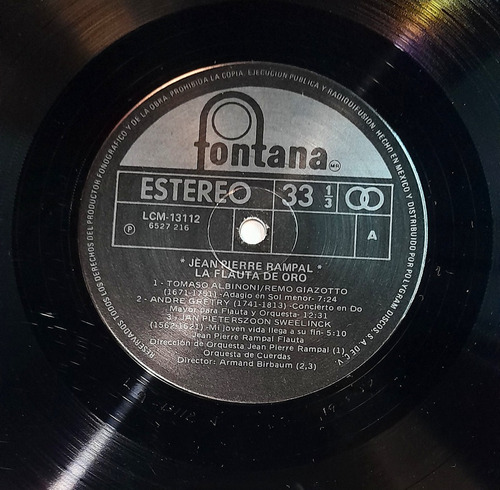 RESERVADOS TODOS LOS DERECHOS DEL PRODUCTOR FONOGRAFICO Y DE LA OBRA. PROHIBIDA LA COPIA, EJECUCION PUBLICA Y RADIODIFUSION. HECHO EN MEXICO Y DISTRIBUIDO POR POLYGRAM DISCOS, S.A. DE C.V.
fontana MR
ESTEREO 33 1/3
LCM-13112
6527 216
P
A
* JEAN PIERRE RAMPAL *
LA FLAUTA DE ORO
1 - TOMASO ALBINONI/REMO GIAZOTTO
(1671-1751) -Adagio en Sol menor- 7:24
2 - ANDRE GRETRY (1741-1813) -Concierto en Do
Mayor para Flauta y Orquesta- 12:31
3 - JAN PIETERSZOON SWEELINCK
(1562-1621) -Mi joven vida llega a su fin- 5:10
Jean Pierre Rampal Flauta
Dirección de Orquesta Jean Pierre Rampal (1)
Orquesta de Cuerdas
Director: Armand Birbaum (2,3)